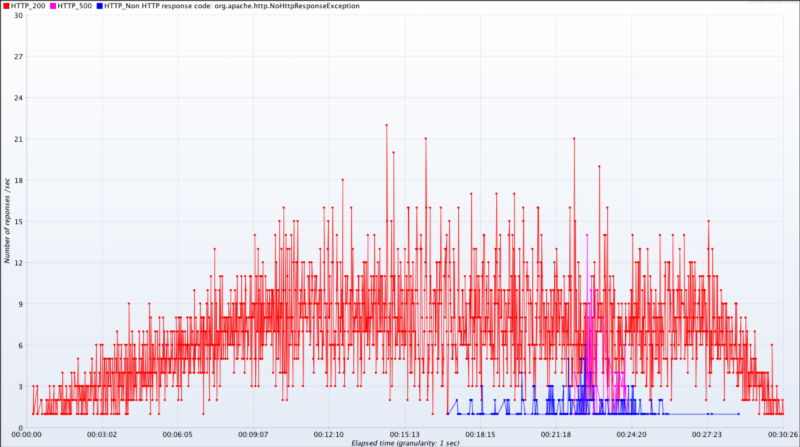 HTTP_200 HTTP_500 HTTP_Non HTTP response code: org.apache.http.NoHttpResponseException
30
27
24
21
18
15
12
9
6
3
0
Number of reponses /sec
00:00:00 00:03:02 00:06:05 00:09:07 00:12:10 00:15:13 00:18:15 00:21:18 00:24:20 00:27:23 00:30:26
Elapsed time (granularity: 1 sec)